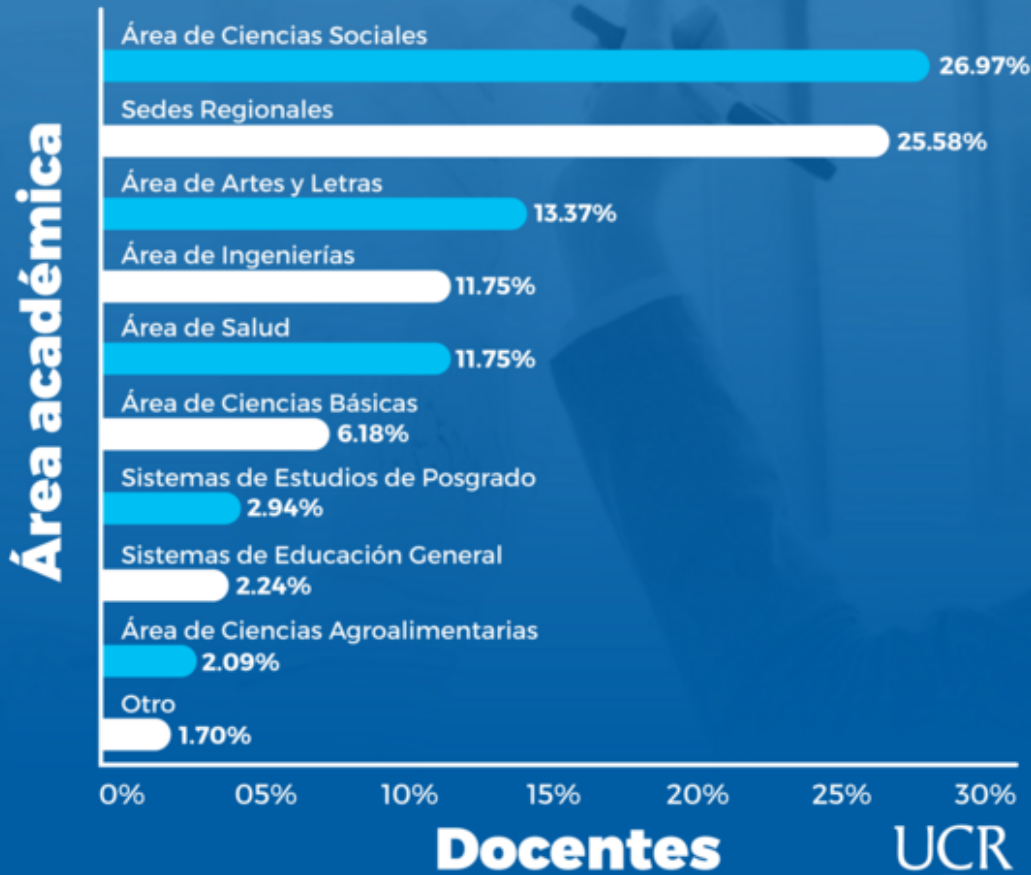 Área académica
Área de Ciencias Sociales
26.97%
Sedes Regionales
25.58%
Área de Artes y Letras
13.37%
Área de Ingenierías
11.75%
Área de Salud
11.75%
Área de Ciencias Básicas
6.18%
Sistemas de Estudios de Posgrado
2.94%
Sistemas de Educación General
2.24%
Área de Ciencias Agroalimentarias
2.09%
Otro
1.70%
0% 05% 10% 15% 20% 25% 30%
Docentes
UCR